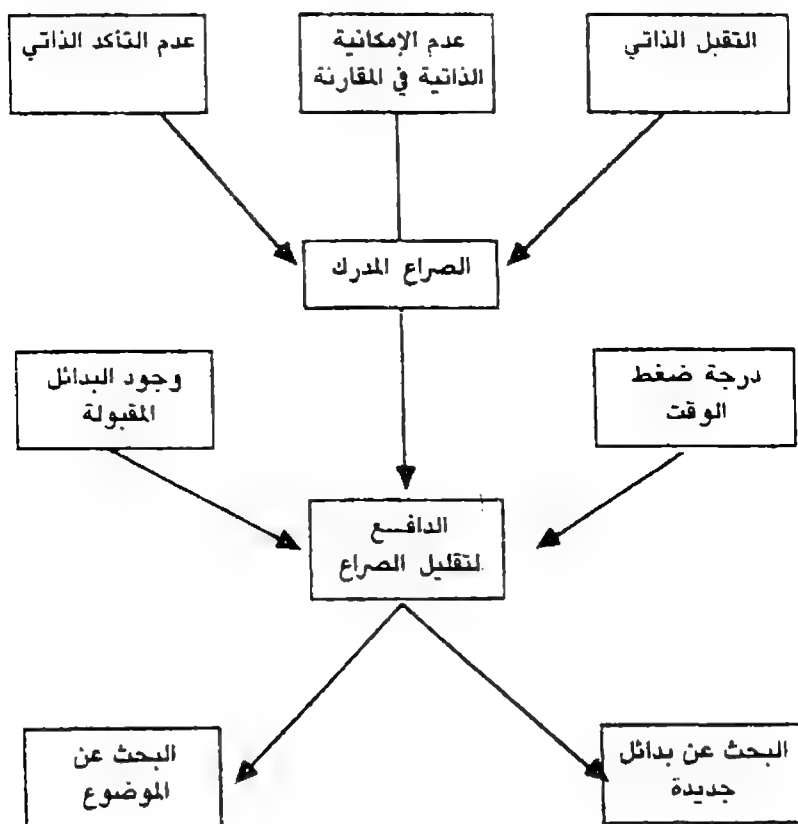 التقبل الذاتي
عدم الإمكانية
الذاتية في المقارنة
عدم التأكد الذاتي
الصراع المدرك
درجة ضغط
الوقت
وجود البدائل
المقبولة
الدافع
لتقليل الصراع
البحث عن بدائل
جديدة
البحث عن
الموضوع